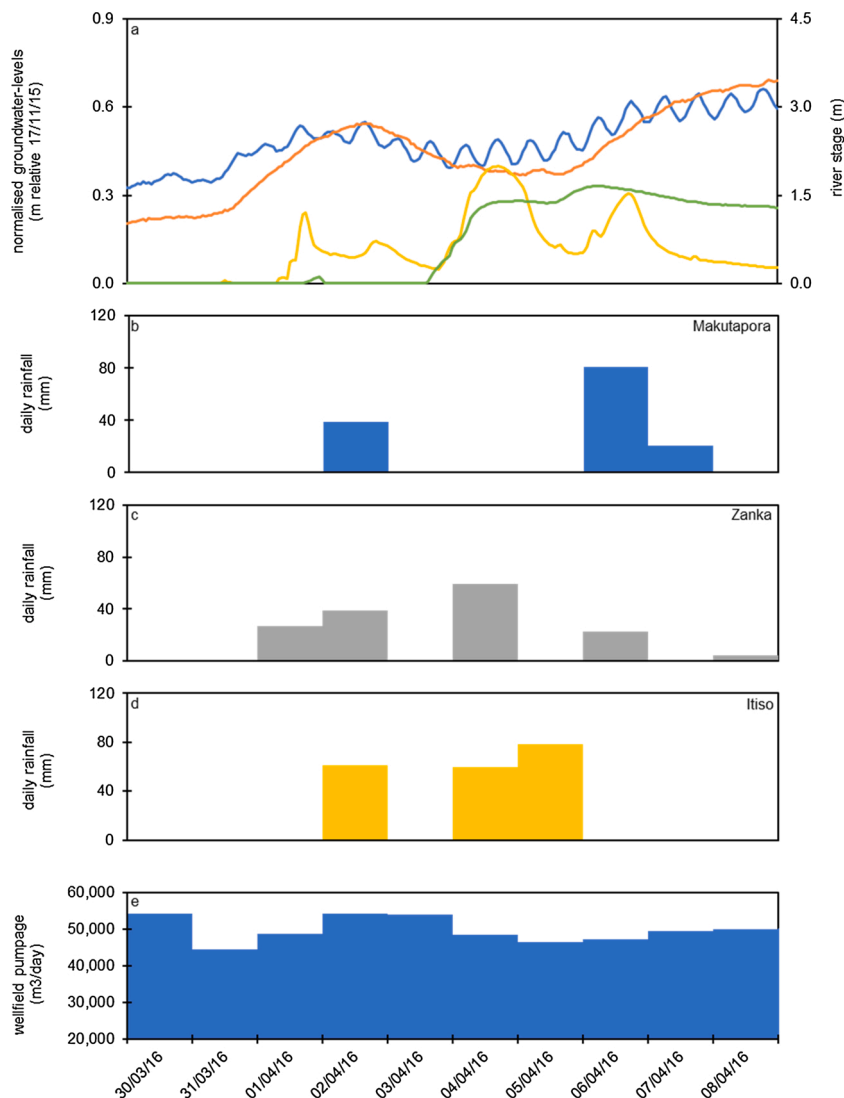 a
0.9
0.6
0.3
0.0
normalised groundwater-levels
(m relative 17/11/15)
4.5
3.0
1.5
0.0
river stage (m)
b
Makutapora
120
80
40
0
daily rainfall
(mm)
c
Zanka
120
80
40
0
daily rainfall
(mm)
d
Itiso
120
80
40
0
daily rainfall
(mm)
e
60,000
50,000
40,000
30,000
20,000
wellfield pumpage
(m3/day)
30/03/16
31/03/16
01/04/16
02/04/16
03/04/16
04/04/16
05/04/16
06/04/16
07/04/16
08/04/16